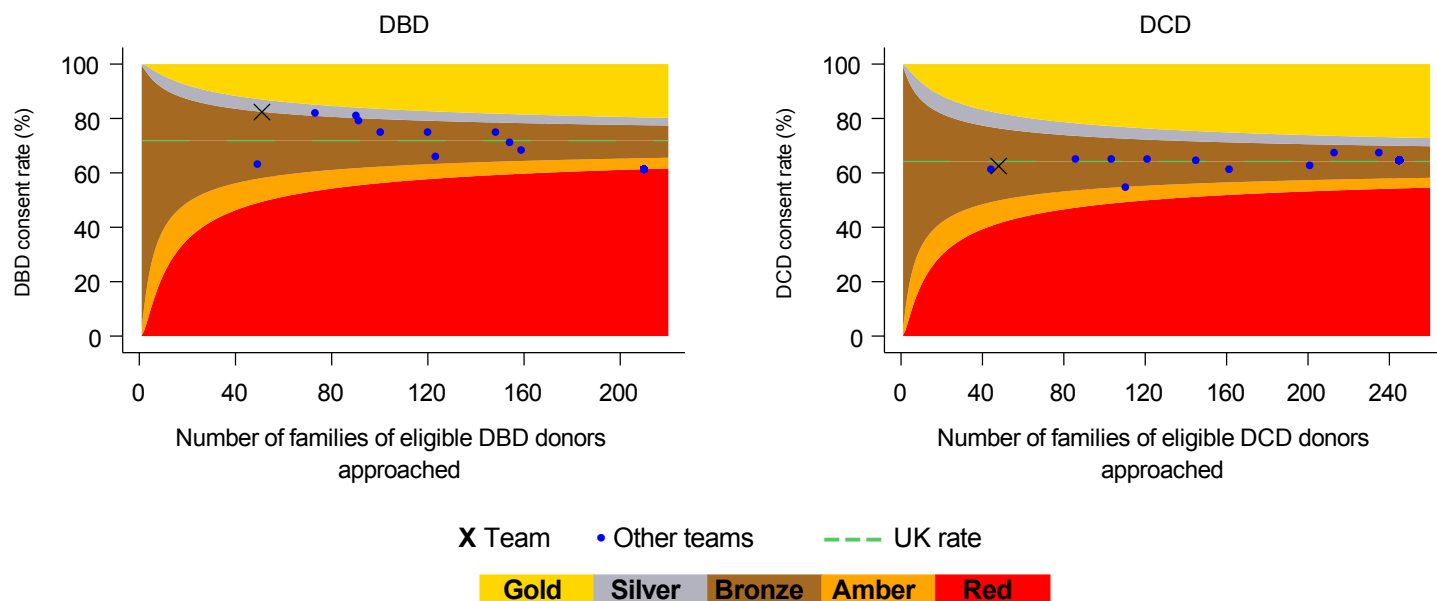 DBD
DCD
DBD consent rate (%)
100
80
60
40
20
0
0 40 80 120 160 200
Number of families of eligible DBD donors
approached
DCD consent rate (%)
100
80
60
40
20
0
0 40 80 120 160 200 240
Number of families of eligible DCD donors
approached
X Team Other teams UK rate
Gold Silver Bronze Amber Red